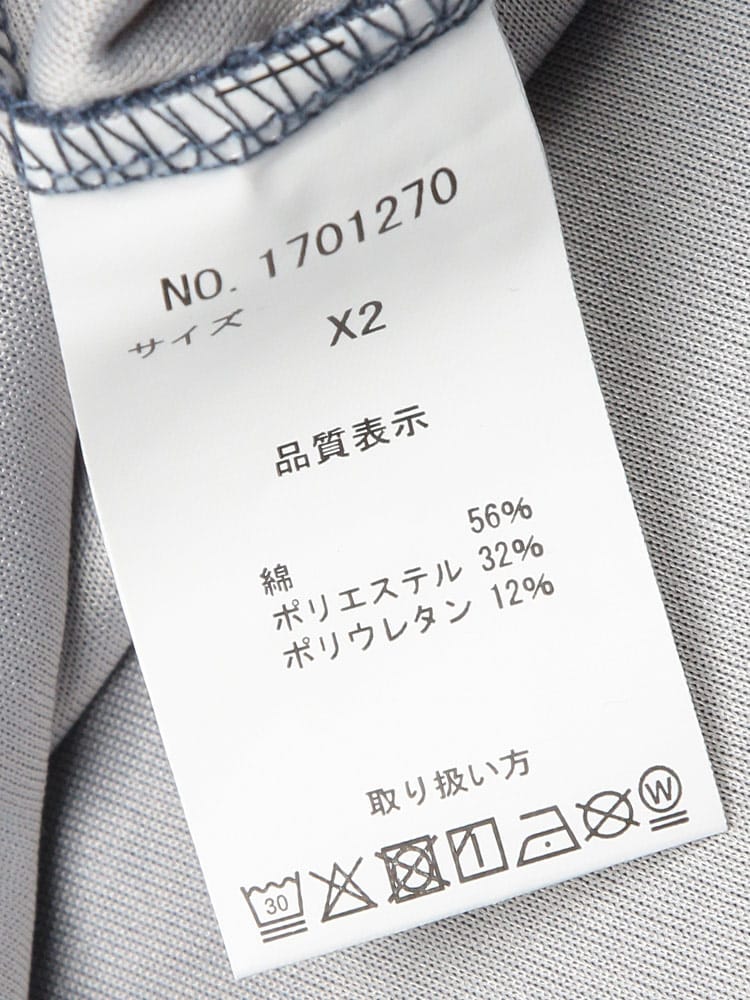 NO. 1701270
サイズ X2
品質表示
綿 56%
ポリエステル 32%
ポリウレタン 12%
取り扱い方
30 W